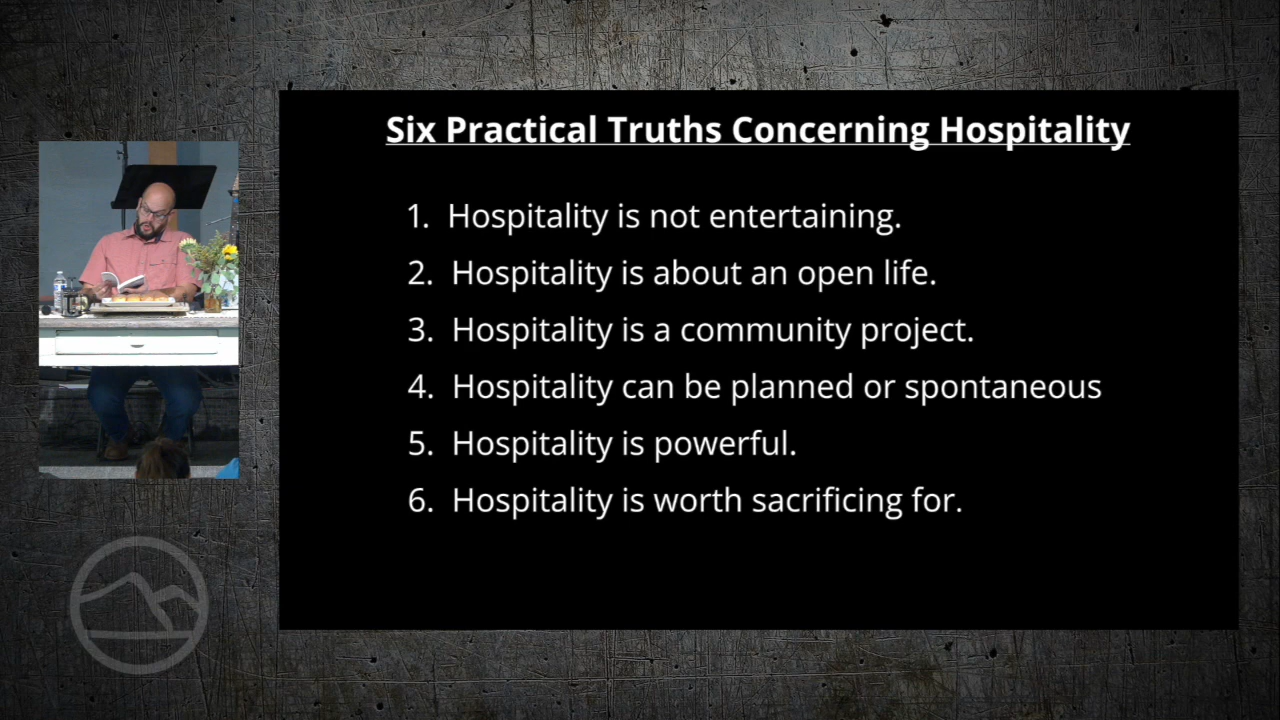 Six Practical Truths Concerning Hospitality
1. Hospitality is not entertaining.
2. Hospitality is about an open life.
3. Hospitality is a community project.
4. Hospitality can be planned or spontaneous
5. Hospitality is powerful.
6. Hospitality is worth sacrificing for.